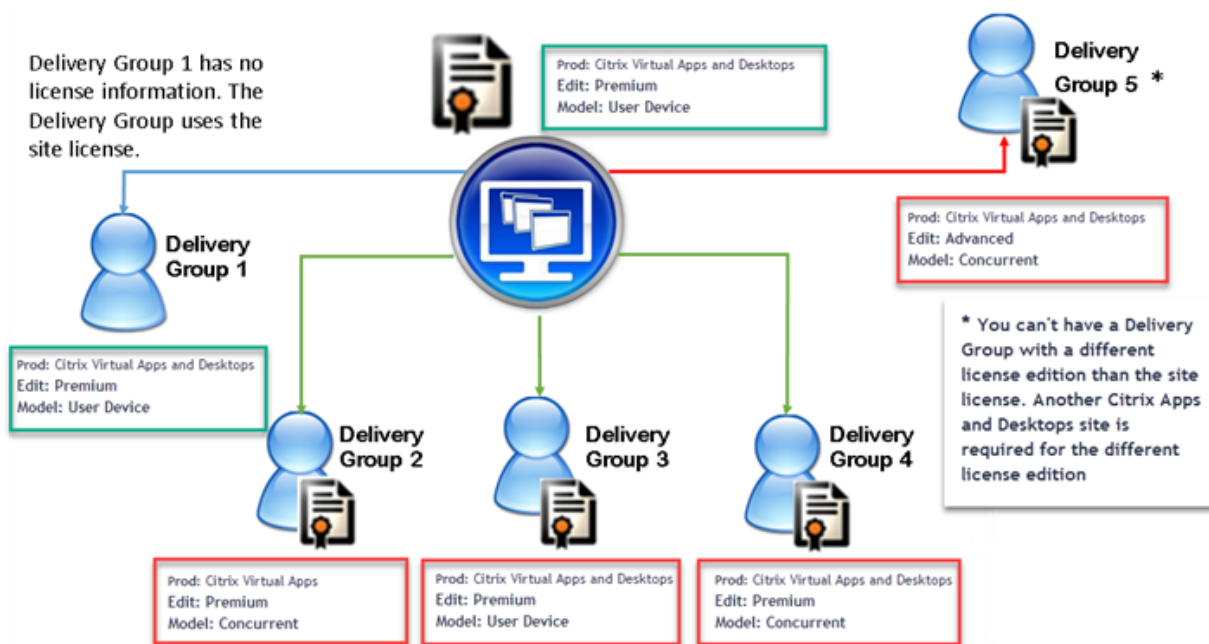 Delivery Group 1 has no
license information. The
Delivery Group uses the
site license.
Prod: Citrix Virtual Apps and Desktops
Edit: Premium
Model: User Device
Delivery
Group 5 *
Prod: Citrix Virtual Apps and Desktops
Edit: Advanced
Model: Concurrent
Delivery
Group 1
Prod: Citrix Virtual Apps and Desktops
Edit: Premium
Model: User Device
* You can't have a Delivery
Group with a different
license edition than the site
license. Another Citrix Apps
and Desktops site is
required for the different
license edition
Delivery
Group 2
Prod: Citrix Virtual Apps
Edit: Premium
Model: Concurrent
Delivery
Group 3
Prod: Citrix Virtual Apps and Desktops
Edit: Premium
Model: User Device
Delivery
Group 4
Prod: Citrix Virtual Apps and Desktops
Edit: Premium
Model: Concurrent